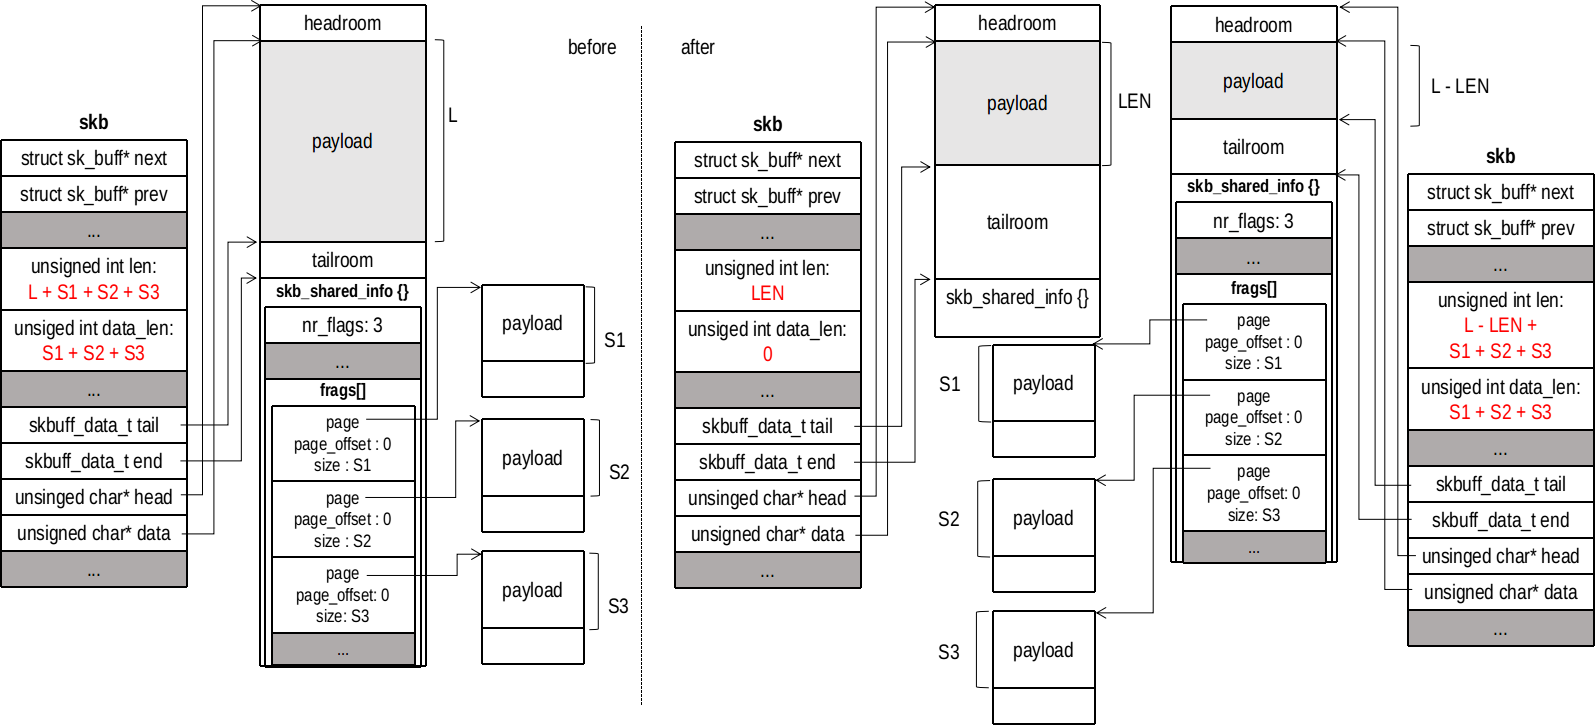 before
after
skb
struct sk_buff* next
struct sk_buff* prev
...
unsigned int len:
L + S1 + S2 + S3
unsiged int data_len:
S1 + S2 + S3
...
skbuff_data_t tail
skbuff_data_t end
unsinged char* head
unsigned char* data
...
headroom
payload
L
tailroom
skb_shared_info {}
nr_flags: 3
...
frags[]
page
page_offset : 0
size : S1
page
page_offset : 0
size : S2
page
page_offset: 0
size: S3
...
payload
S1
payload
S2
payload
S3
skb
struct sk_buff* next
struct sk_buff* prev
...
unsigned int len:
LEN
unsiged int data_len:
0
...
skbuff_data_t tail
skbuff_data_t end
unsinged char* head
unsigned char* data
...
headroom
payload
LEN
tailroom
skb_shared_info {}
S1
payload
S2
payload
S3
payload
headroom
payload
L - LEN
tailroom
skb_shared_info {}
nr_flags: 3
...
frags[]
page
page_offset : 0
size : S1
page
page_offset : 0
size : S2
page
page_offset: 0
size: S3
...
skb
struct sk_buff* next
struct sk_buff* prev
...
unsigned int len:
L - LEN +
S1 + S2 + S3
unsiged int data_len:
S1 + S2 + S3
...
skbuff_data_t tail
skbuff_data_t end
unsinged char* head
unsigned char* data
...